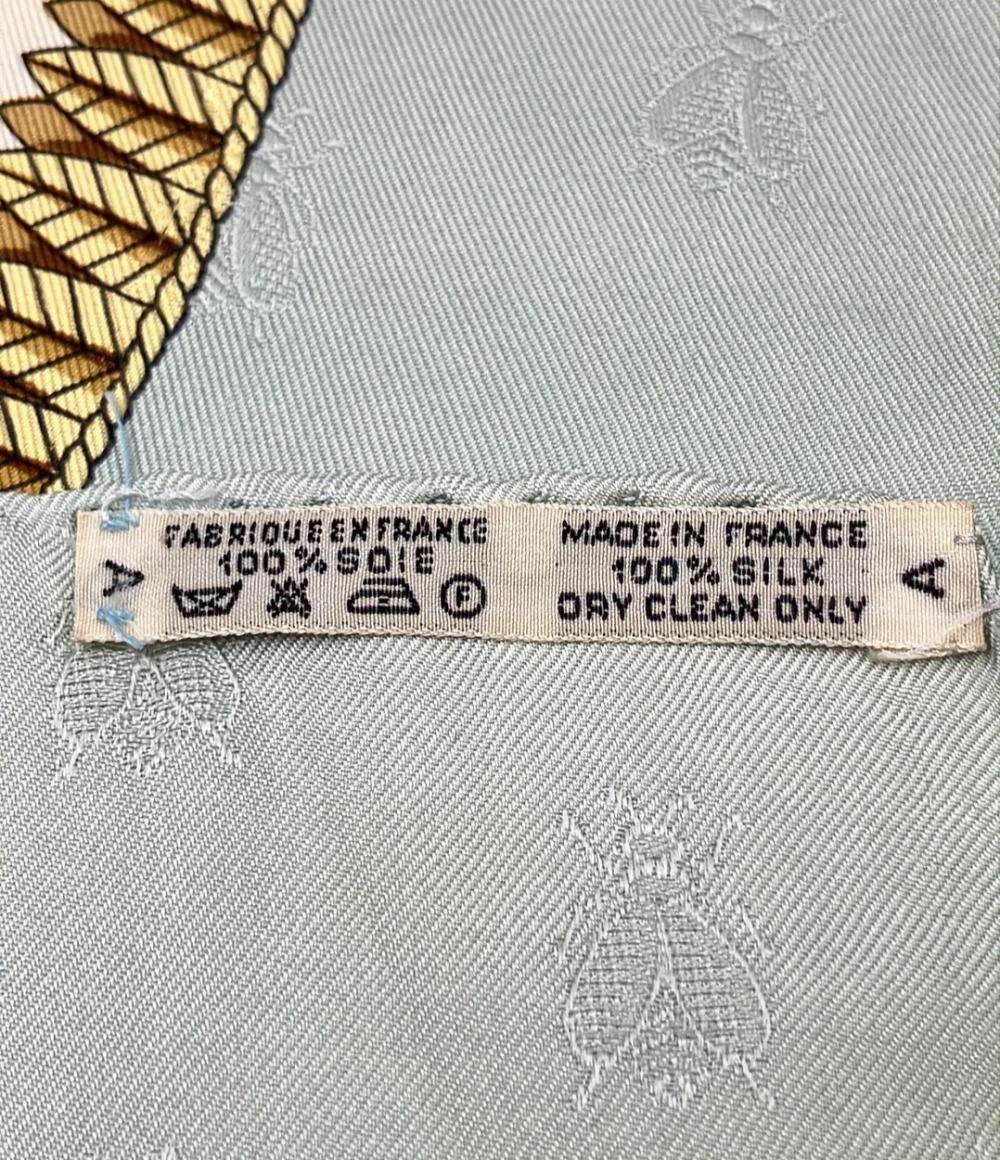 FABRIQUE EN FRANCE
100% SOIE
F
MADE IN FRANCE
100% SILK
DRY CLEAN ONLY
A
A